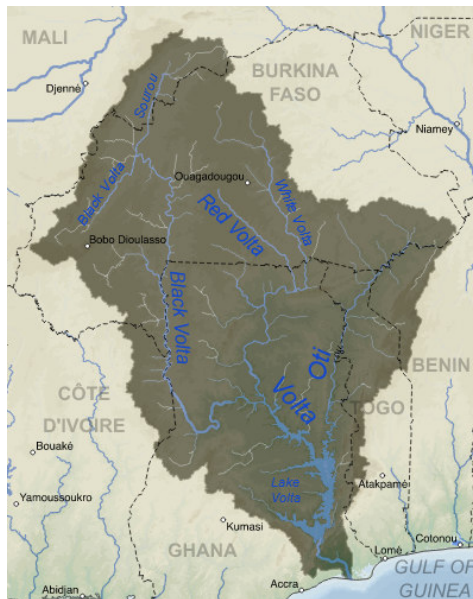 MALI
NIGER
Djenné
Sourou
BURKINA
FASO
Niamey
Ouagadougou
Black Volta
White Volta
Red Volta
Bobo Dioulasso
Black Volta
Oti
Volta
BENIN
CÔTE
D'IVOIRE
TOGO
Bouaké
Lake
Volta
Atakpamé
Yamoussoukro
Kumasi
Cotonou
GHANA
Lomé
GULF OF
GUINEA
Abidjan
Accra